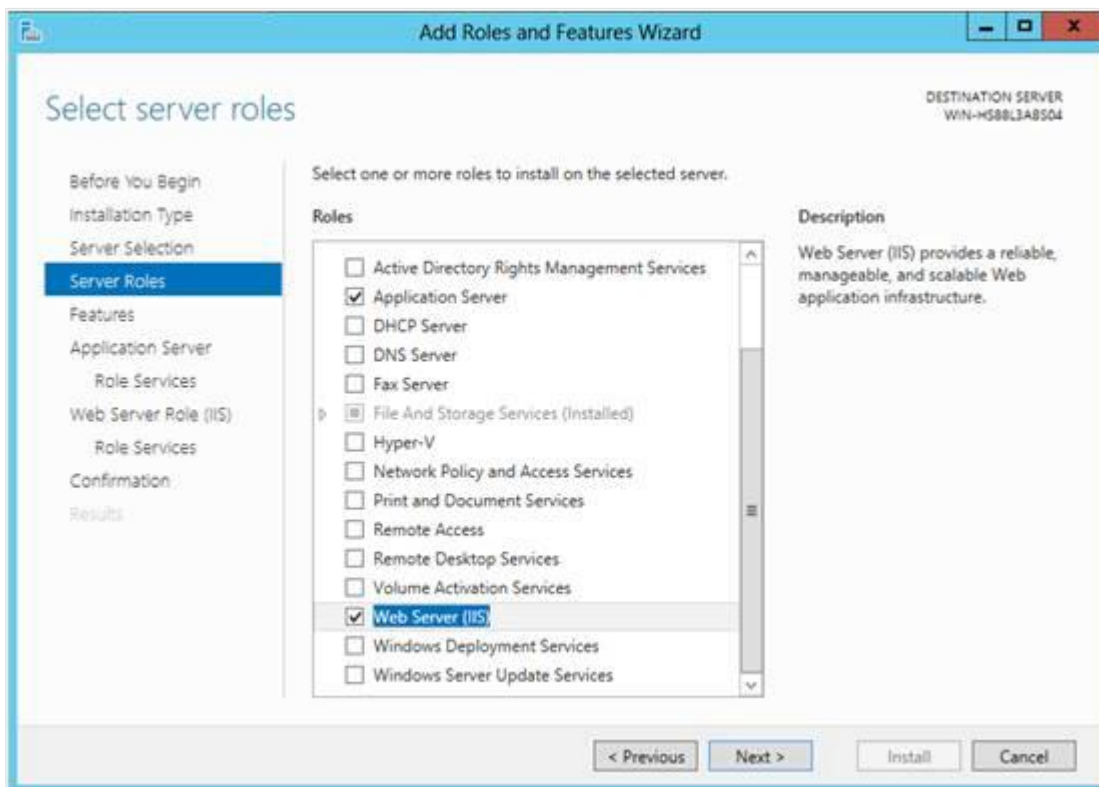 Add Roles and Features Wizard
Select server roles
DESTINATION SERVER
WIN-HS88L3ABS04
Before You Begin
Installation Type
Server Selection
Server Roles
Features
Application Server
Role Services
Web Server Role (IIS)
Role Services
Confirmation
Results
Select one or more roles to install on the selected server.
Roles
Active Directory Rights Management Services
Application Server
DHCP Server
DNS Server
Fax Server
File And Storage Services (Installed)
Hyper-V
Network Policy and Access Services
Print and Document Services
Remote Access
Remote Desktop Services
Volume Activation Services
Web Server (IIS)
Windows Deployment Services
Windows Server Update Services
Description
Web Server (IIS) provides a reliable,
manageable, and scalable Web
application infrastructure.
< Previous
Next >
Install
Cancel